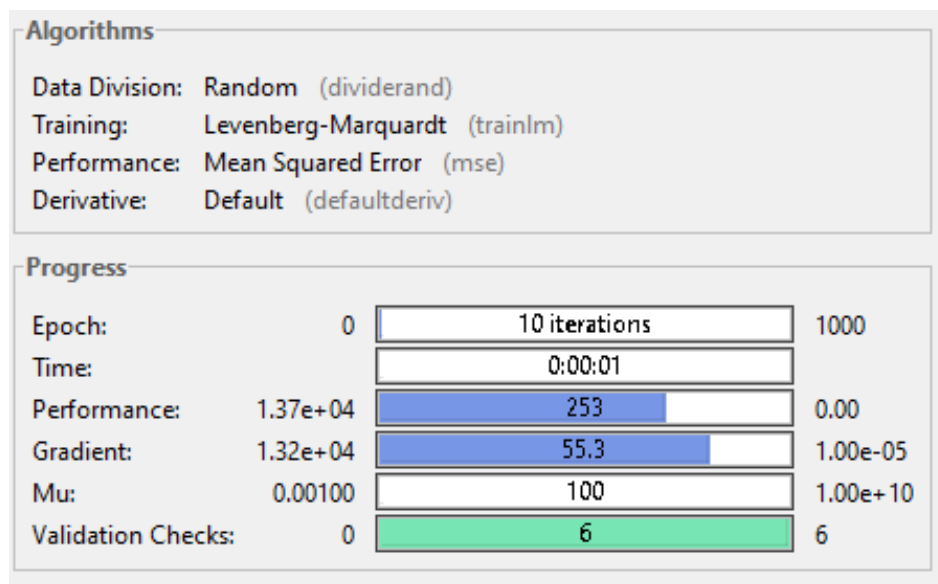 Algorithms
Data Division: Random (dividerand)
Training: Levenberg-Marquardt (trainlm)
Performance: Mean Squared Error (mse)
Derivative: Default (defaultderiv)
Progress
Epoch: 0 10 iterations 1000
Time: 0:00:01
Performance: 1.37e+04 253 0.00
Gradient: 1.32e+04 55.3 1.00e-05
Mu: 0.00100 100 1.00e+10
Validation Checks: 0 6 6